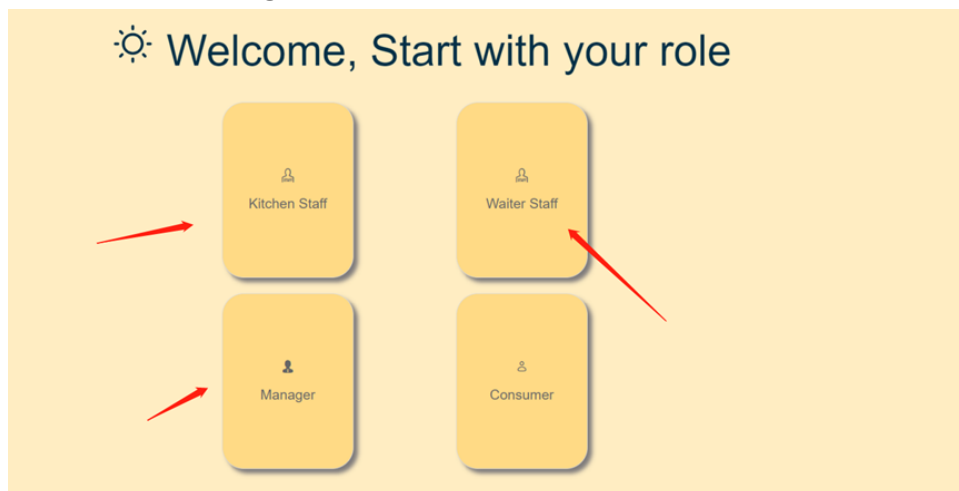 Welcome, Start with your role
Kitchen Staff
Waiter Staff
Manager
Consumer